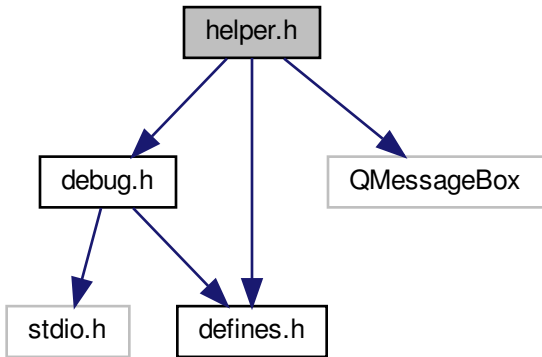 helper.h
debug.h
QMessageBox
stdio.h
defines.h